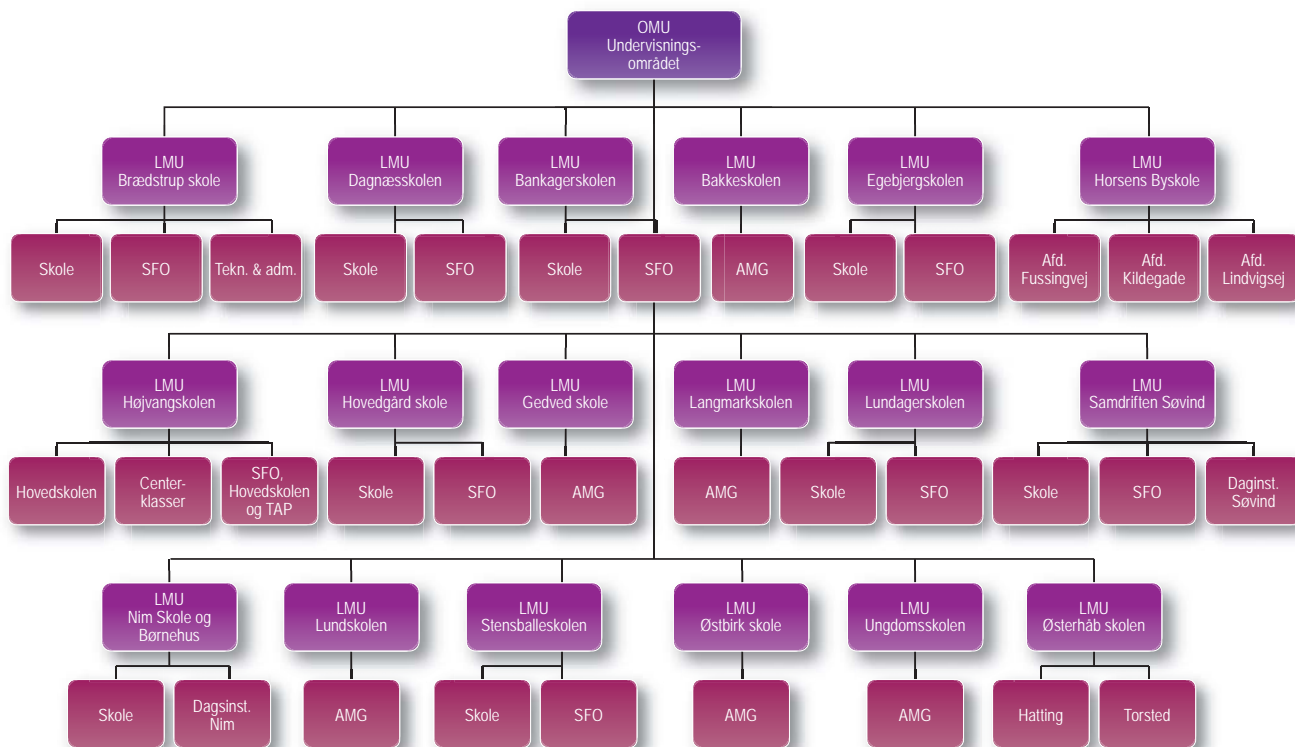 OMU
Undervisnings-
området
LMU
Brædstrup skole
LMU
Dagnæsskolen
LMU
Bankagerskolen
LMU
Bakkeskolen
LMU
Egebjergskolen
LMU
Horsens Byskole
Skole
SFO
Tekn. & adm.
Skole
SFO
Skole
SFO
AMG
Skole
SFO
Afd.
Fussingvej
Afd.
Kildegade
Afd.
Lindvigsej
LMU
Højvangskolen
LMU
Hovedgård skole
LMU
Gedved skole
LMU
Langmarkskolen
LMU
Lundagerskolen
LMU
Samdriften Søvind
Hovedskolen
Center-
klasser
SFO,
Hovedskolen
og TAP
Skole
SFO
AMG
AMG
Skole
SFO
Skole
SFO
Daginst.
Søvind
LMU
Nim Skole og
Børnehus
LMU
Lundskolen
LMU
Stensballeskolen
LMU
Østbirk skole
LMU
Ungdomsskolen
LMU
Østerhåb skolen
Skole
Dagsinst.
Nim
AMG
Skole
SFO
AMG
AMG
Hatting
Torsted